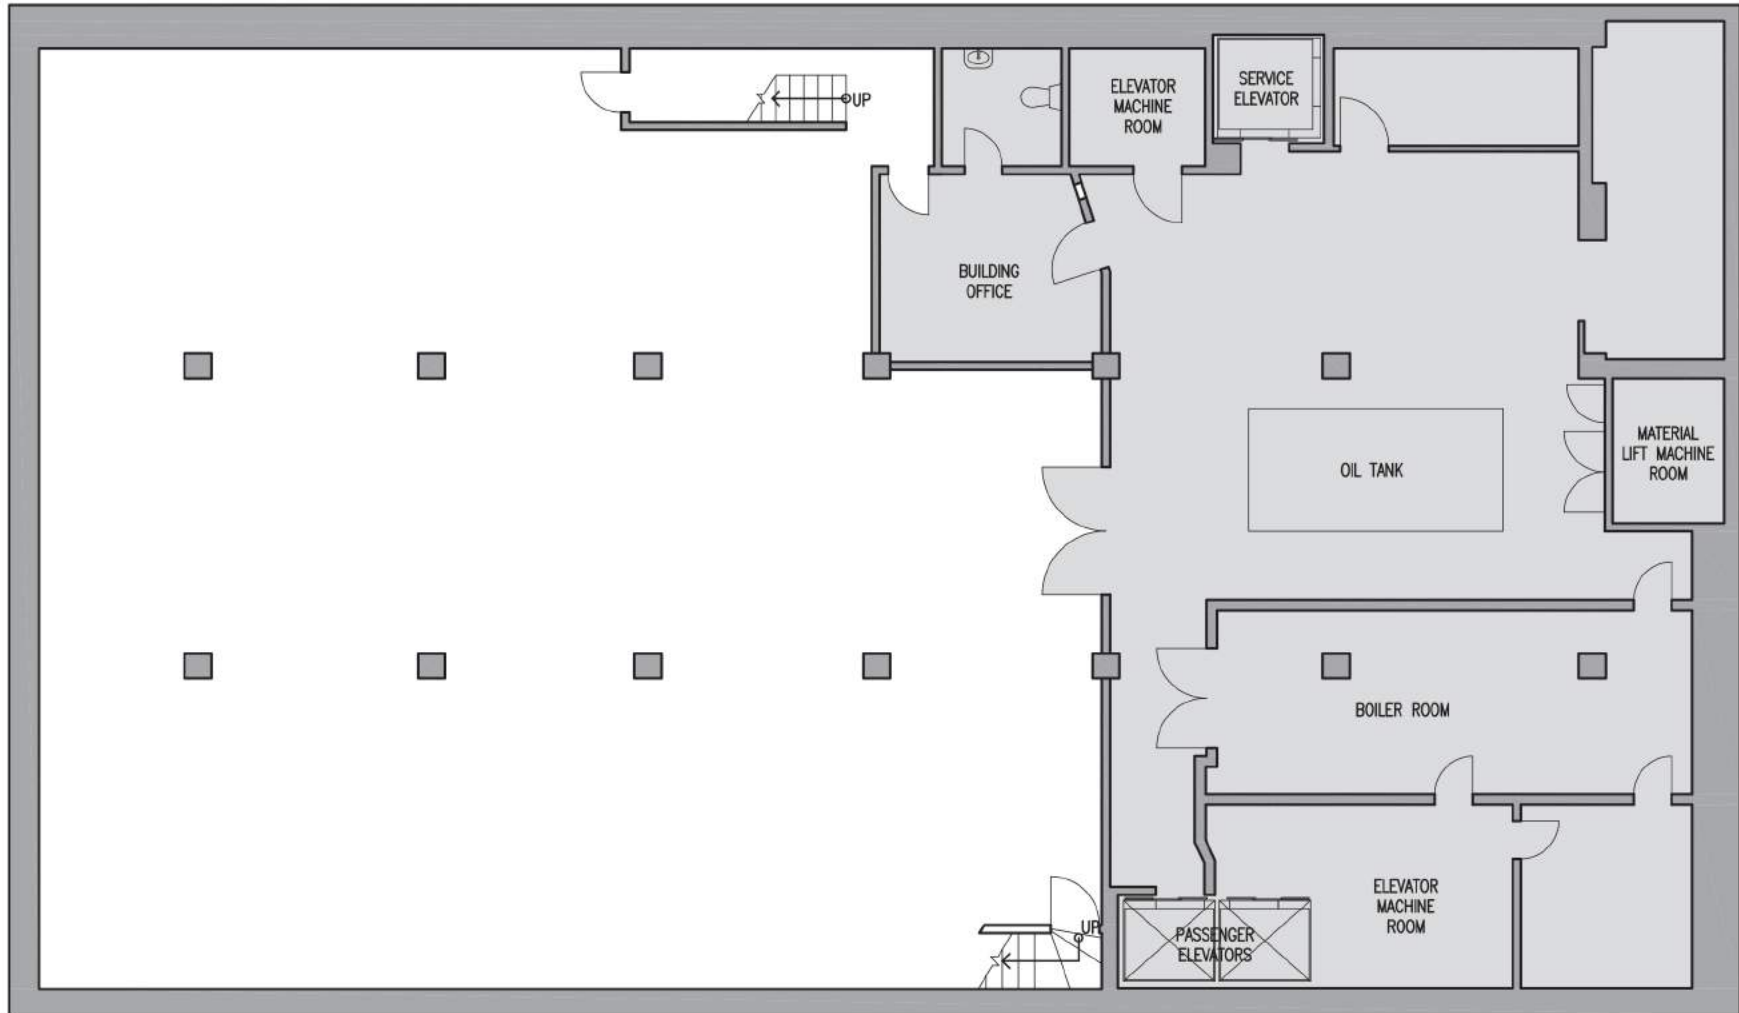 UP
ELEVATOR
MACHINE
ROOM
SERVICE
ELEVATOR
BUILDING
OFFICE
OIL TANK
MATERIAL
LIFT MACHINE
ROOM
BOILER ROOM
ELEVATOR
MACHINE
ROOM
UP
PASSENGER
ELEVATORS